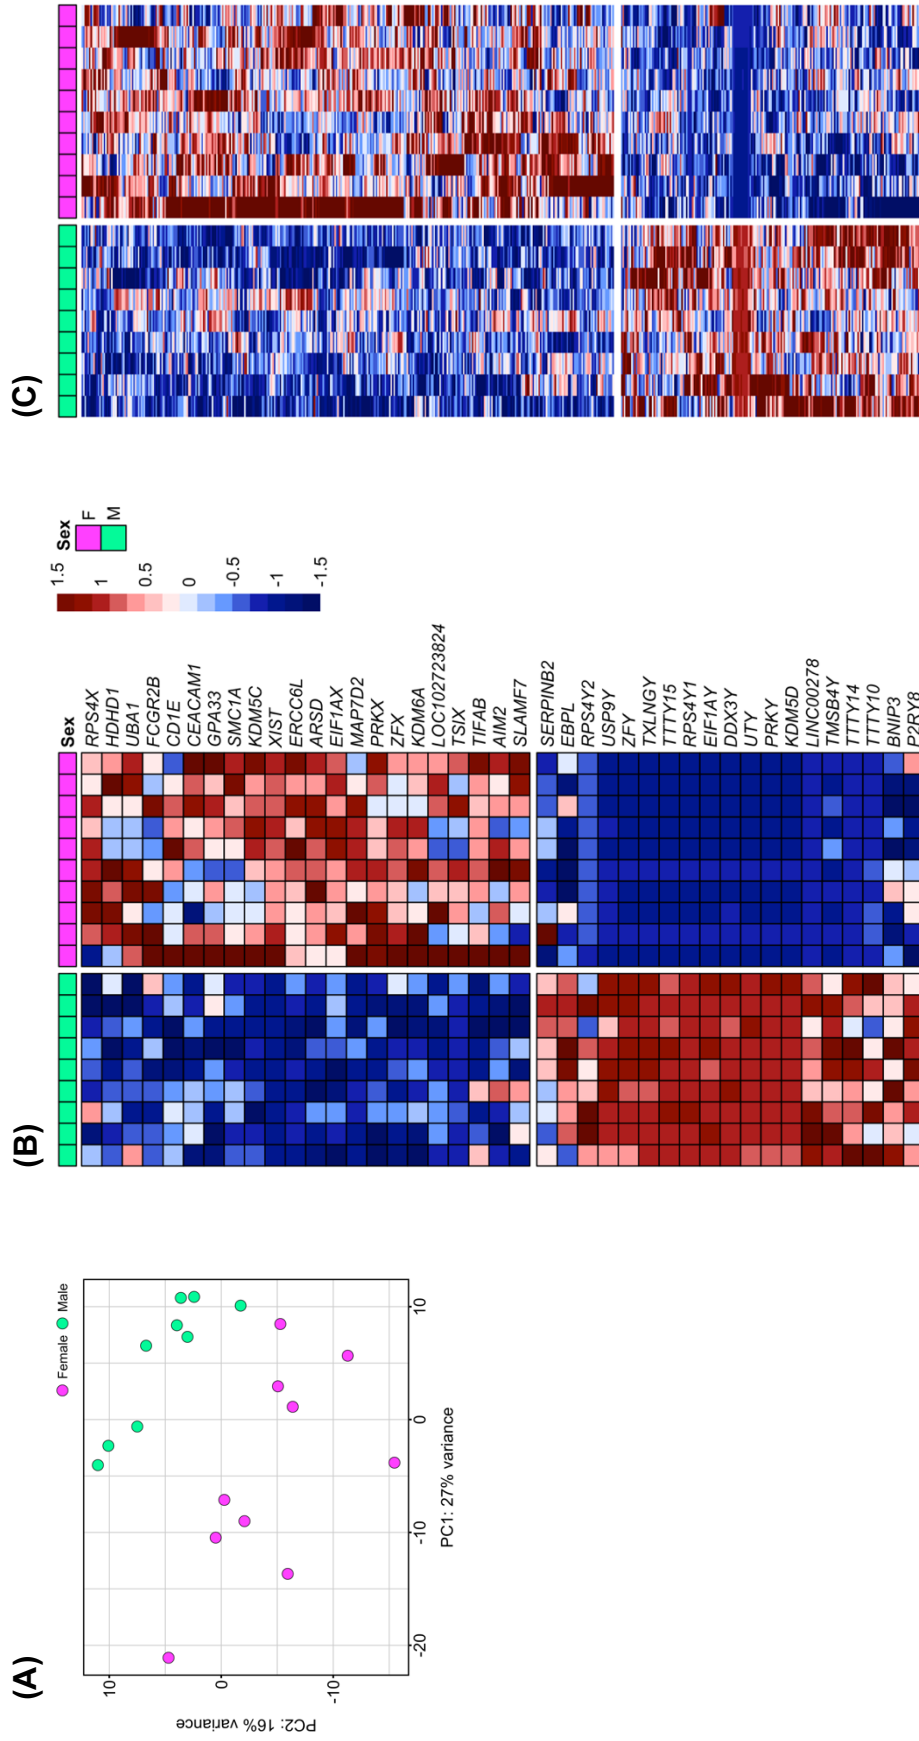 (A)
Female Male
10
0
-10
PC2: 16% variance
-20
-10
0
10
PC1: 27% variance
(B)
Sex
RPS4X
HDHD1
UBA1
FCGR2B
CD1E
CEACAM1
GPA33
SMC1A
KDM5C
XIST
ERCC6L
ARSD
EIF1AX
MAP7D2
PRKX
ZFX
KDM6A
LOC102723824
TSIX
TIFAB
AIM2
SLAMF7
SERPINB2
EBPL
RPS4Y2
USP9Y
ZFY
TXLNGY
TTTY15
RPS4Y1
EIF1AY
DDX3Y
UTY
PRKY
KDM5D
LINC00278
TMSB4Y
TTTY14
TTTY10
BNIP3
P2RY8
1.5
1
0.5
0
-0.5
-1
-1.5
Sex
F
M
(C)